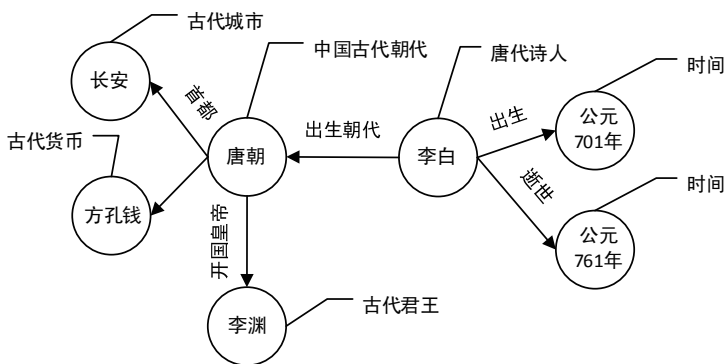 古代城市
中国古代朝代
唐代诗人
时间
长安
首都
古代货币
出生朝代
出生
公元
701年
唐朝
李白
逝世
时间
方孔钱
开国皇帝
公元
761年
李渊
古代君王